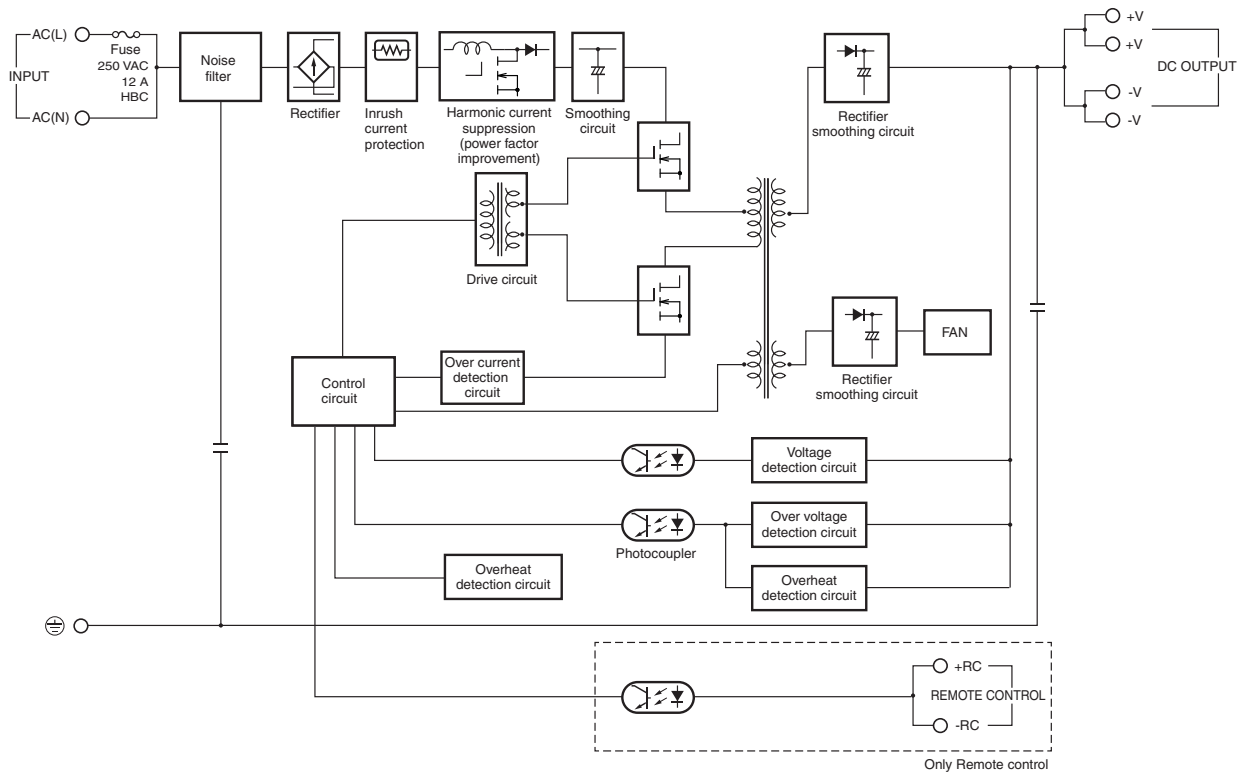 AC(L)
Fuse
250 VAC
12 A
HBC
INPUT
AC(N)
Noise
filter
Rectifier
Inrush
current
protection
Harmonic current
suppression
(power factor
improvement)
Smoothing
circuit
Rectifier
smoothing circuit
+V
+V
DC OUTPUT
-V
-V
Drive circuit
Control
circuit
Over current
detection
circuit
Rectifier
smoothing circuit
FAN
Voltage
detection circuit
Over voltage
detection circuit
Photocoupler
Overheat
detection circuit
Overheat
detection circuit
+RC
REMOTE CONTROL
-RC
Only Remote control